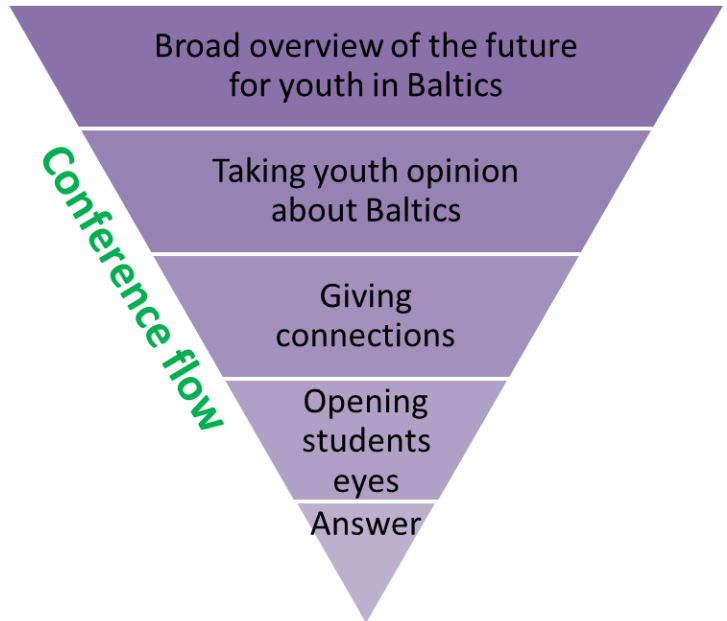 Broad overview of the future
for youth in Baltics
Taking youth opinion
about Baltics
Conference flow
Giving
connections
Opening
students
eyes
Answer